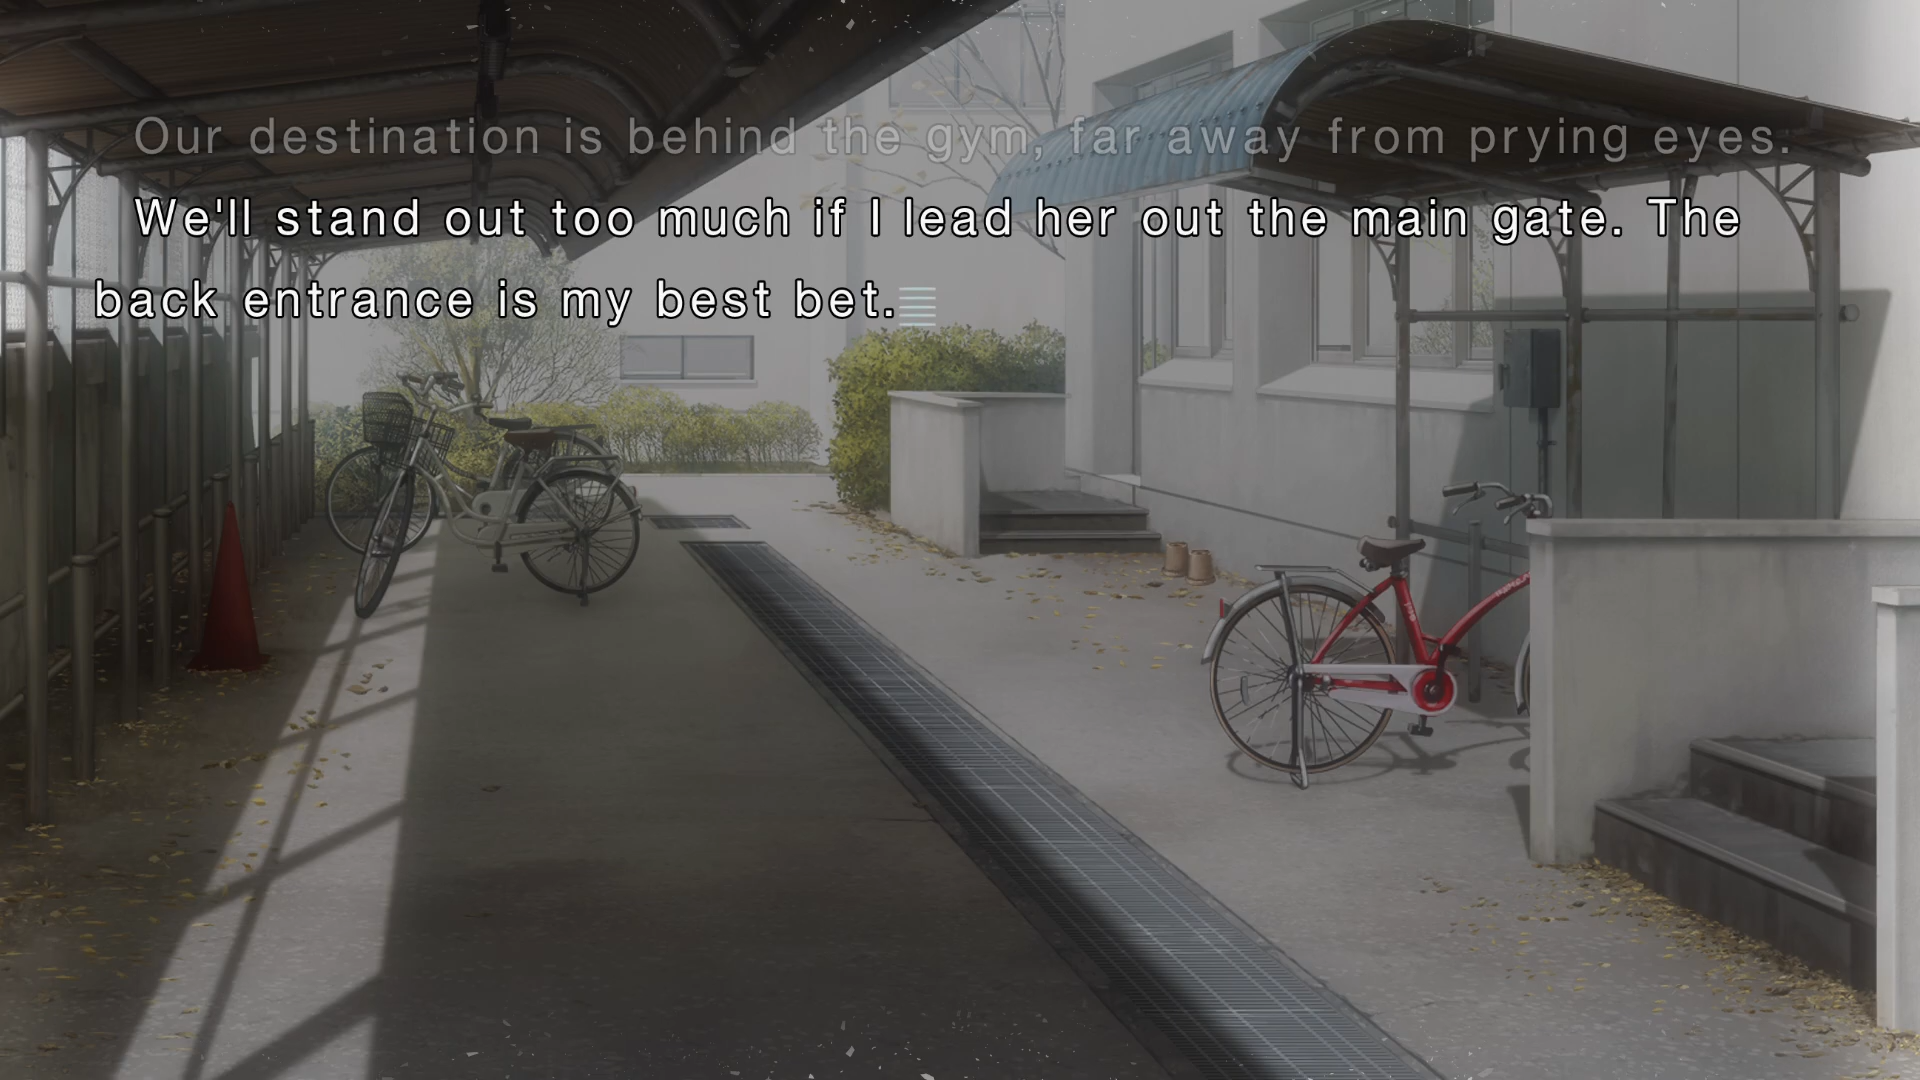 Our destination is behind the gym, far away from prying eyes.
We'll stand out too much if I lead her out the main gate. The
back entrance is my best bet.